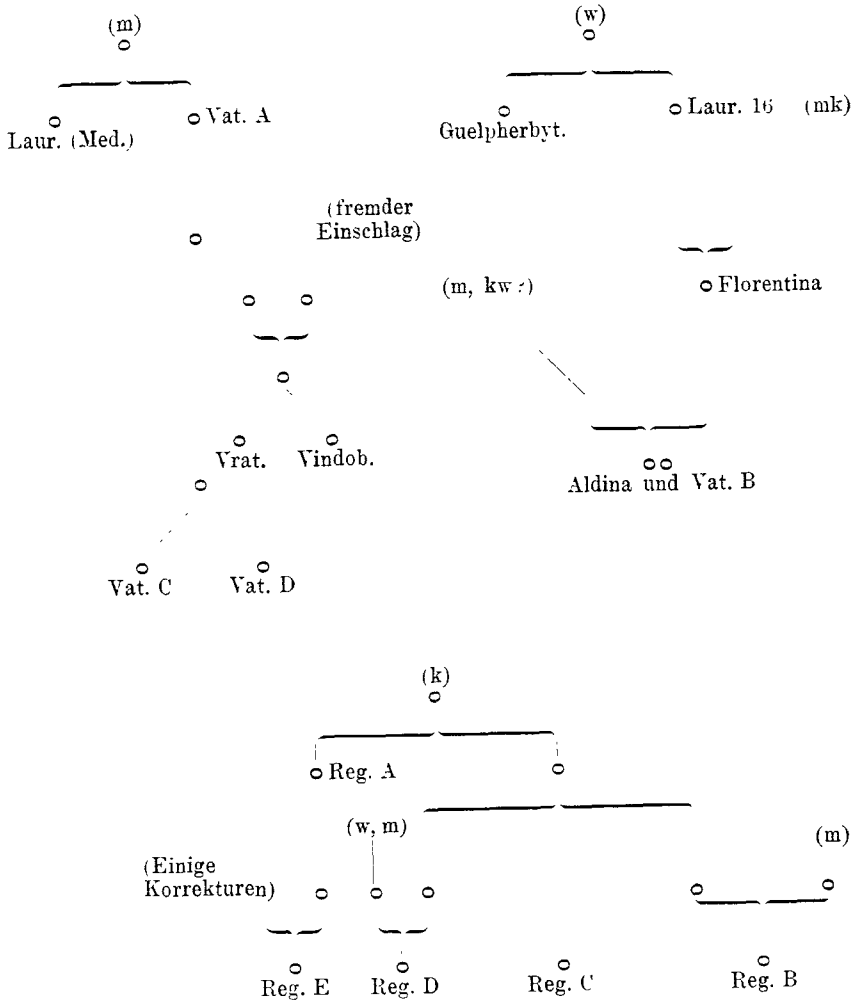 (m) (w)
Laur. (Med.) Vat. A Guelpherbyt. Laur. 16 (mk)
(fremder
Einschlag)
(m, kw ?) Florentina
Vrat. Vindob.
Aldina und Vat. B
Vat. C Vat. D
(k)
Reg. A
(w, m) (m)
(Einige
Korrekturen)
Reg. E Reg. D Reg. C Reg. B